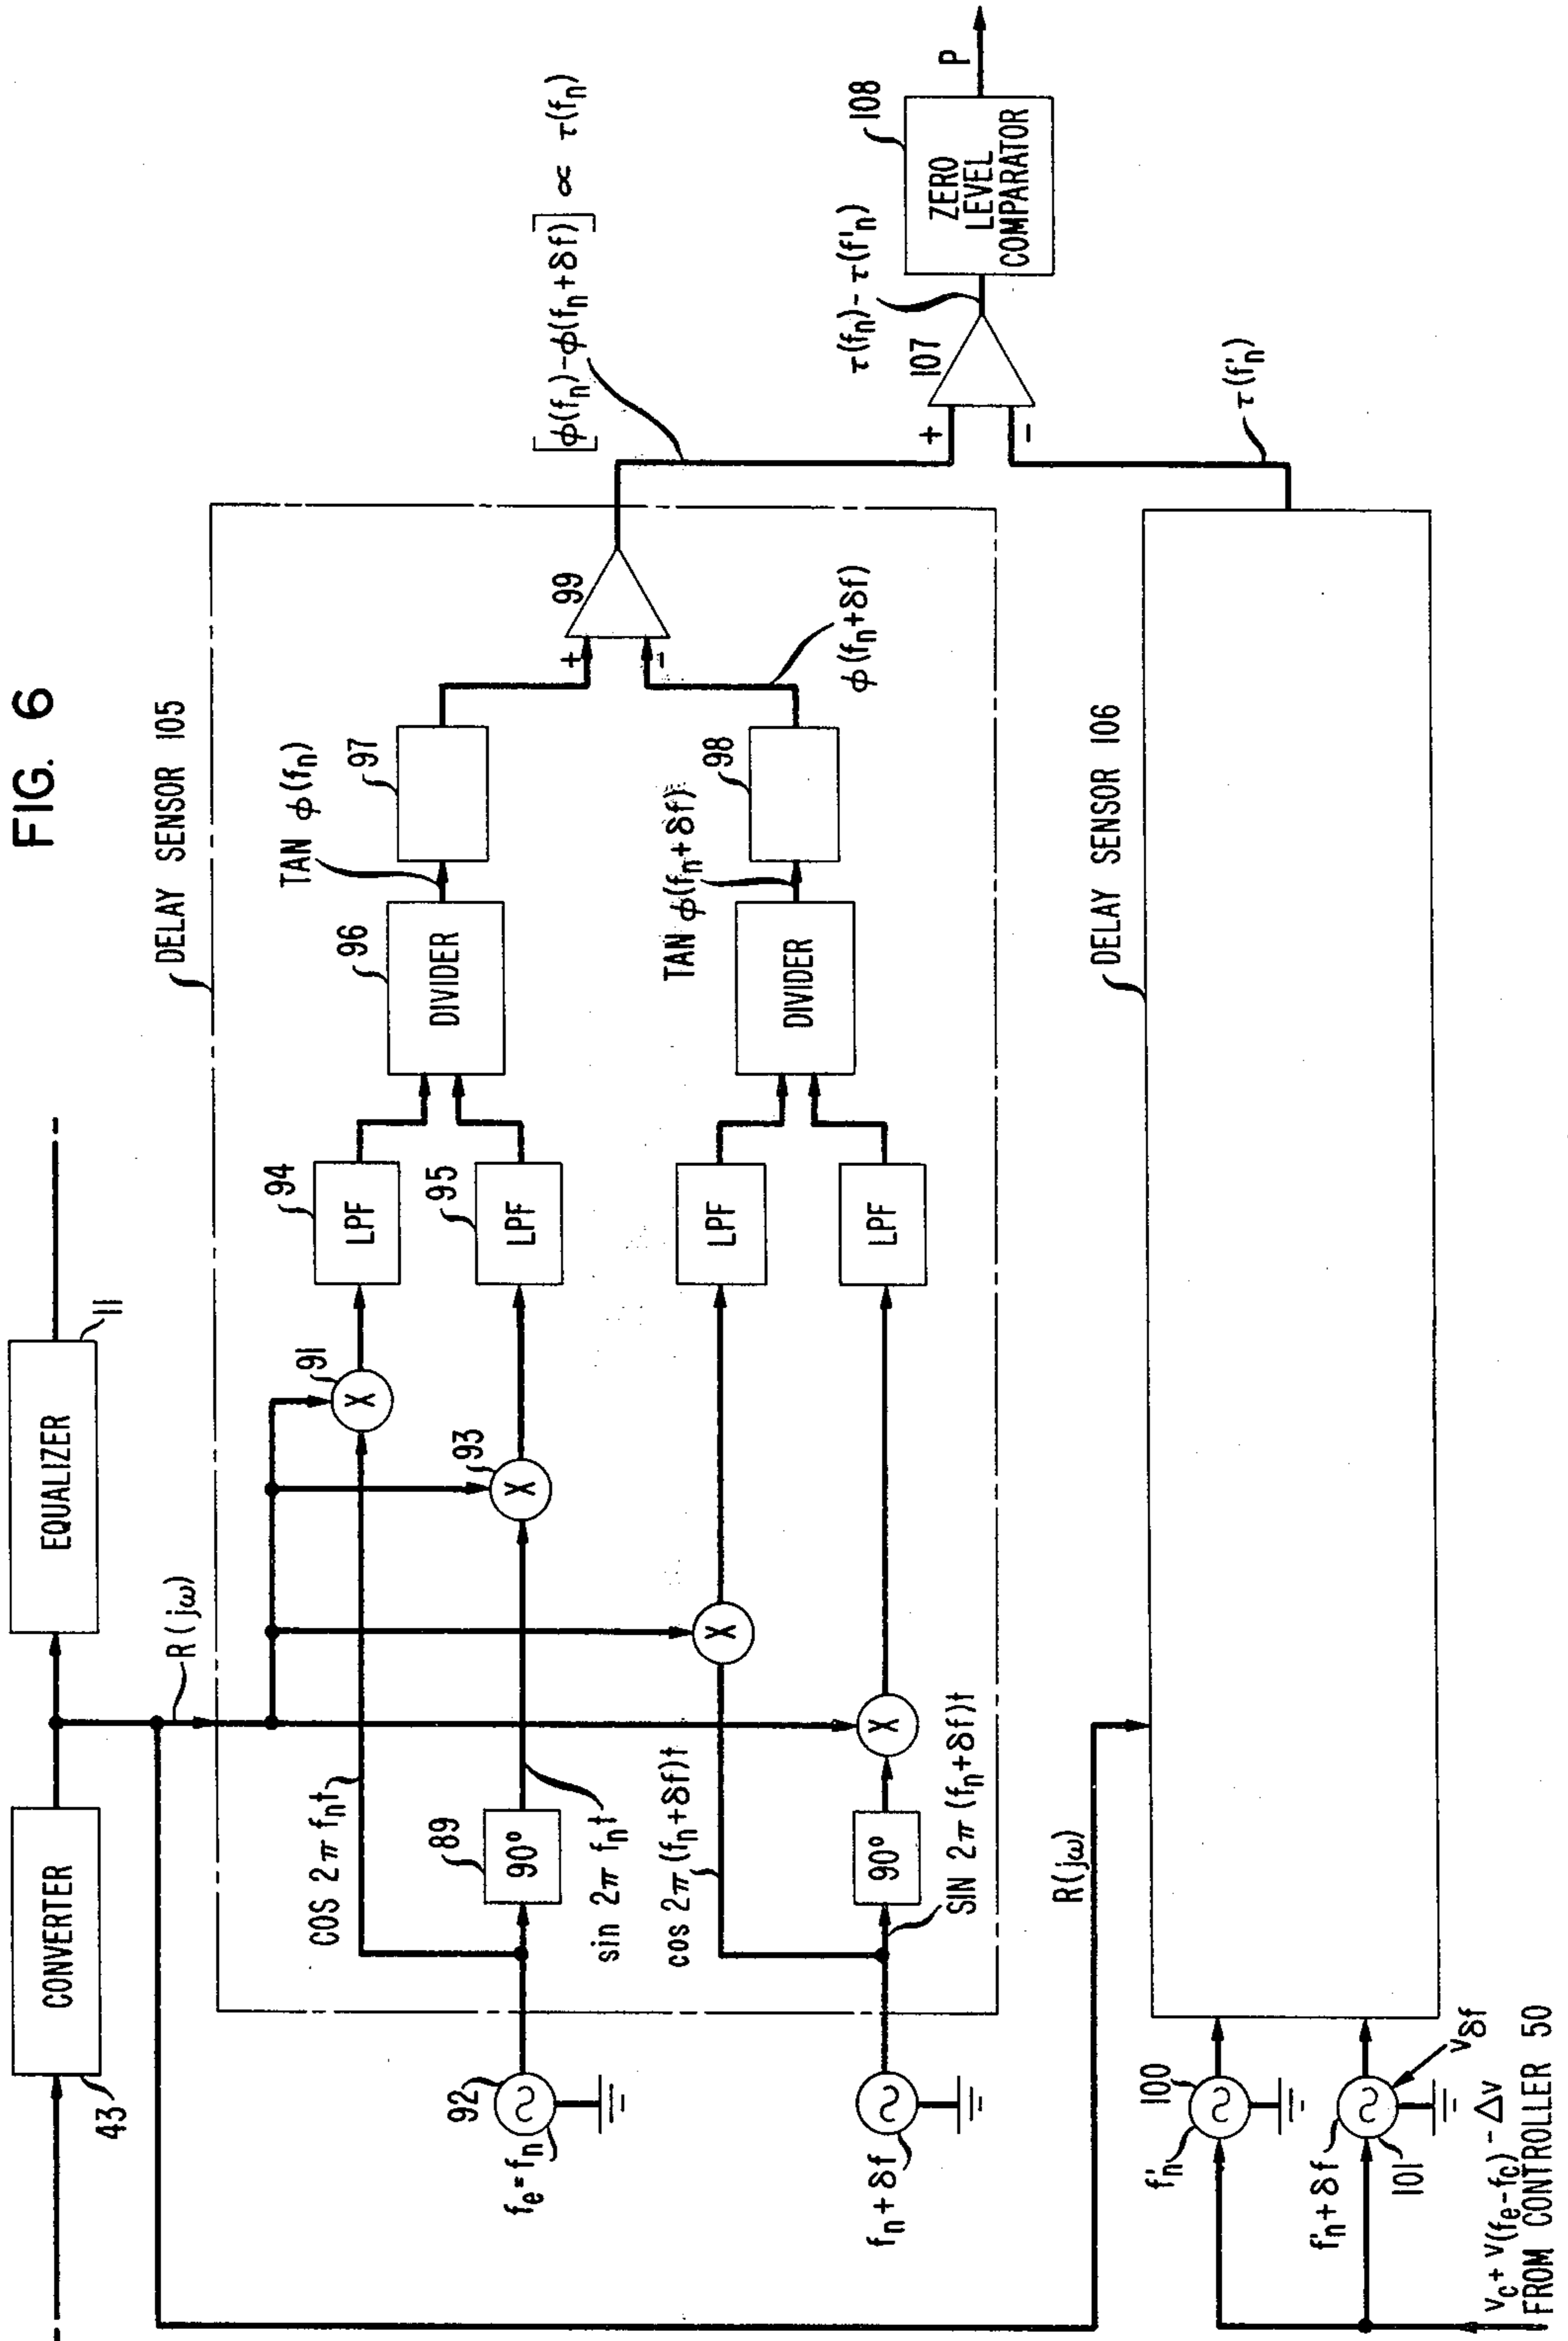 FIG. 6
CONVERTER
43
EQUALIZER
11
R(jω)
DELAY SENSOR 105
COS 2π fₙt
91
94
LPF
TAN ϕ(fₙ)
96
DIVIDER
97
92
fₑ=fₙ
89
90°
sin 2π fₙt
93
95
LPF
99
+
−
[ϕ(fₙ)-ϕ(fₙ+δf)] ∝ τ(fₙ)
cos 2π(fₙ+δf)t
LPF
TAN ϕ(fₙ+δf)
DIVIDER
98
ϕ(fₙ+δf)
fₙ+δf
90°
SIN 2π(fₙ+δf)t
LPF
X
X
X
X
107
+
−
τ(fₙ)-τ(f'ₙ)
108
ZERO
LEVEL
COMPARATOR
P
τ(f'ₙ)
R(jω)
DELAY SENSOR 106
100
f'ₙ
f'ₙ+δf
101
V_δf
V_c+V(fₑ-f_c)-ΔV
FROM CONTROLLER 50